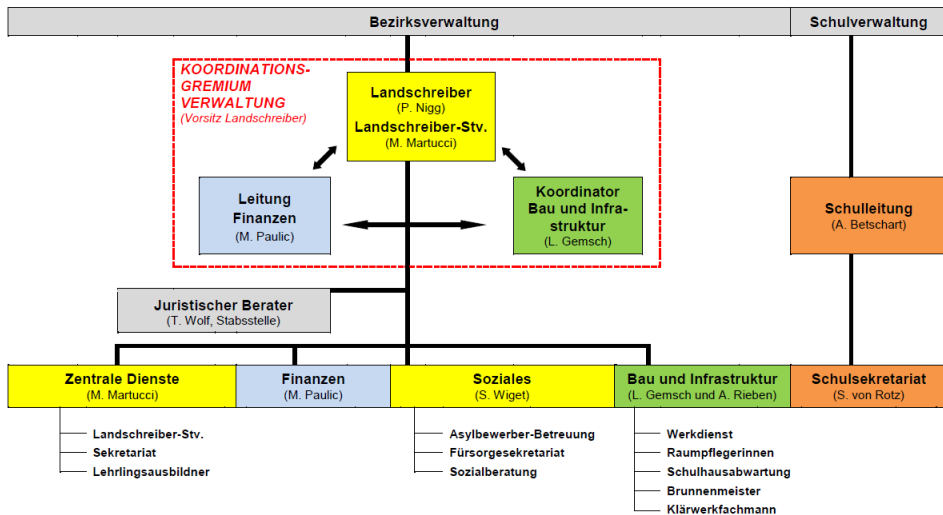 Bezirksverwaltung
Schulverwaltung
KOORDINATIONS-
GREMIUM
VERWALTUNG
(Vorsitz Landschreiber)
Landschreiber
(P. Nigg)
Landschreiber-Stv.
(M. Martucci)
Leitung
Finanzen
(M. Paulic)
Koordinator
Bau und Infra-
struktur
(L. Gemsch)
Schulleitung
(A. Betschart)
Juristischer Berater
(T. Wolf, Stabsstelle)
Zentrale Dienste
(M. Martucci)
Finanzen
(M. Paulic)
Soziales
(S. Wiget)
Bau und Infrastruktur
(L. Gemsch und A. Rieben)
Schulsekretariat
(S. von Rotz)
Landschreiber-Stv.
Sekretariat
Lehrlingsausbildner
Asylbewerber-Betreuung
Fürsorgesekretariat
Sozialberatung
Werkdienst
Raumpflegerinnen
Schulhausabwartung
Brunnenmeister
Klärwerkfachmann